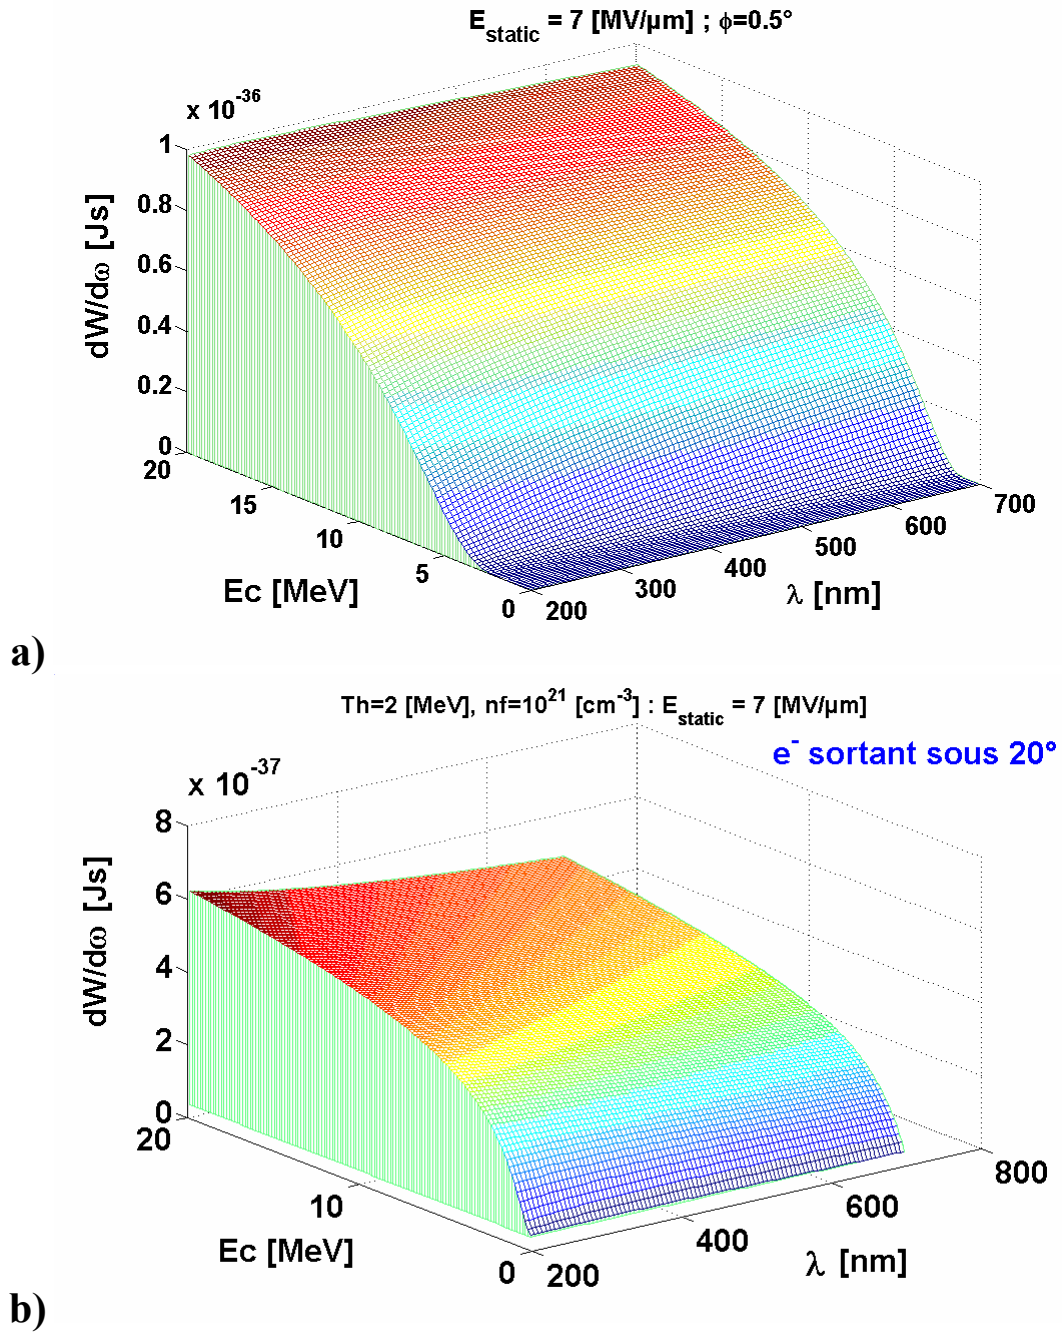 E_static = 7 [MV/µm] ; ϕ=0.5°
x 10^-36
1
0.8
0.6
0.4
0.2
0
dW/dω [Js]
20
15
10
5
0
Ec [MeV]
200
300
400
500
600
700
λ [nm]
a)
Th=2 [MeV], nf=10^21 [cm^-3] : E_static = 7 [MV/µm]
e^- sortant sous 20°
x 10^-37
8
6
4
2
0
dW/dω [Js]
20
10
0
Ec [MeV]
200
400
600
800
λ [nm]
b)